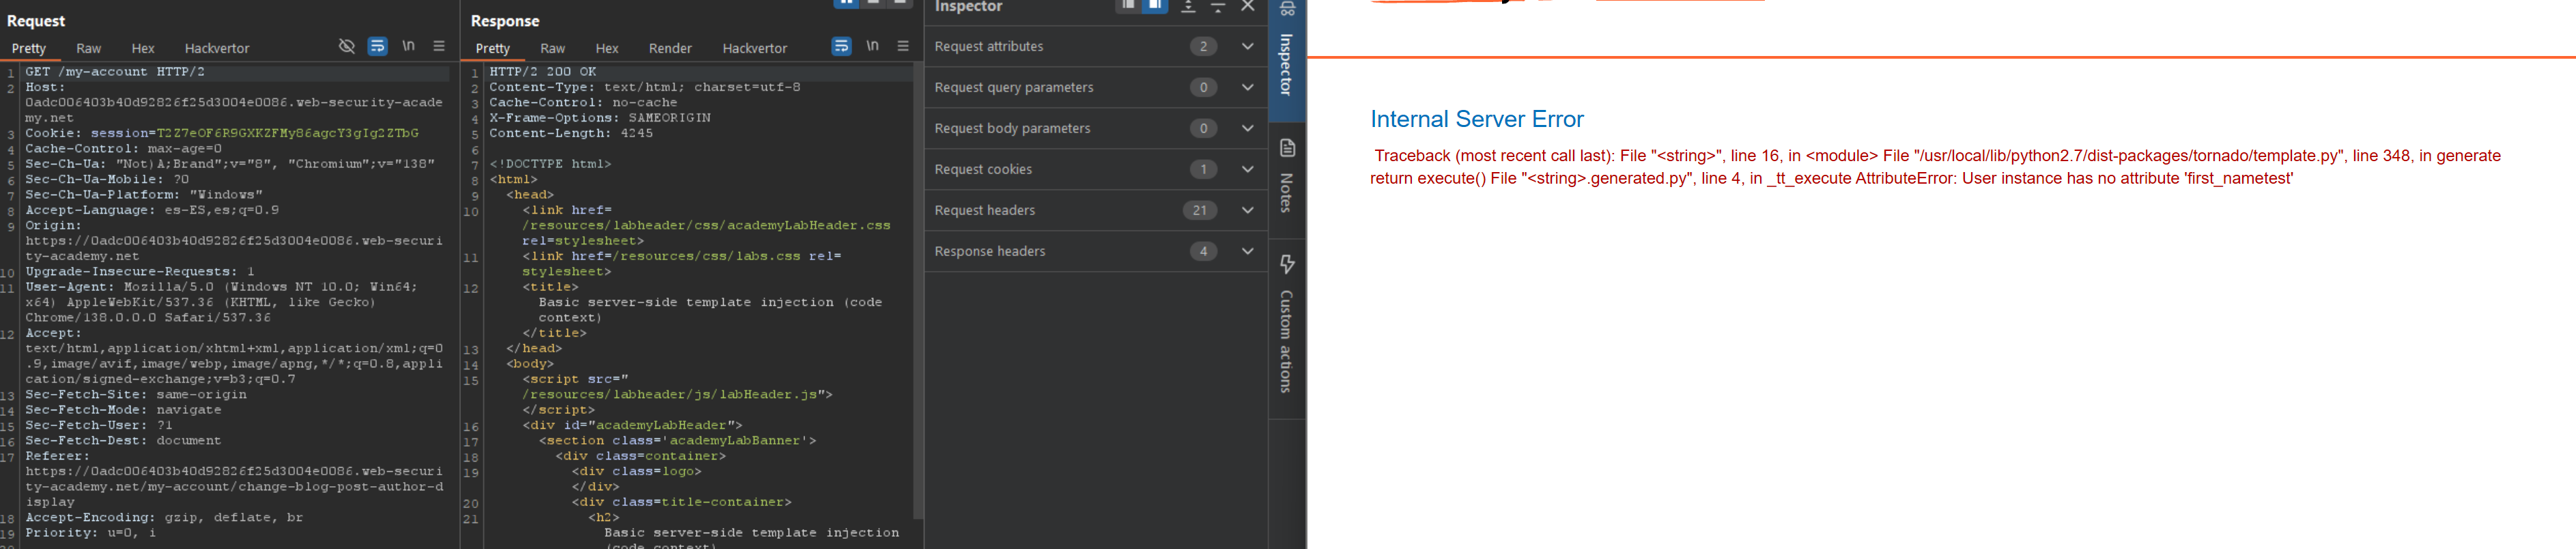 Request
Pretty Raw Hex Hackvertor
\n
1 GET /my-account HTTP/2
2 Host:
0adc006403b40d92826f25d3004e0086.web-security-acade
my.net
3 Cookie: session=T2Z7eOF6R9GXKZFMy86agcY3gIg2ZTbG
4 Cache-Control: max-age=0
5 Sec-Ch-Ua: "Not)A;Brand";v="8", "Chromium";v="138"
6 Sec-Ch-Ua-Mobile: ?0
7 Sec-Ch-Ua-Platform: "Windows"
8 Accept-Language: es-ES,es;q=0.9
9 Origin:
https://0adc006403b40d92826f25d3004e0086.web-securi
ty-academy.net
10 Upgrade-Insecure-Requests: 1
11 User-Agent: Mozilla/5.0 (Windows NT 10.0; Win64;
x64) AppleWebKit/537.36 (KHTML, like Gecko)
Chrome/138.0.0.0 Safari/537.36
12 Accept:
text/html,application/xhtml+xml,application/xml;q=0
.9,image/avif,image/webp,image/apng,*/*;q=0.8,appli
cation/signed-exchange;v=b3;q=0.7
13 Sec-Fetch-Site: same-origin
14 Sec-Fetch-Mode: navigate
15 Sec-Fetch-User: ?1
16 Sec-Fetch-Dest: document
17 Referer:
https://0adc006403b40d92826f25d3004e0086.web-securi
ty-academy.net/my-account/change-blog-post-author-d
isplay
18 Accept-Encoding: gzip, deflate, br
19 Priority: u=0, i
Response
Pretty Raw Hex Render Hackvertor
\n
1 HTTP/2 200 OK
2 Content-Type: text/html; charset=utf-8
3 Cache-Control: no-cache
4 X-Frame-Options: SAMEORIGIN
5 Content-Length: 4245
6
7 <!DOCTYPE html>
8 <html>
9 <head>
10 <link href=
/resources/labheader/css/academyLabHeader.css
rel=stylesheet>
11 <link href=/resources/css/labs.css rel=
stylesheet>
12 <title>
Basic server-side template injection (code
context)
</title>
13 </head>
14 <body>
15 <script src="
/resources/labheader/js/labHeader.js">
</script>
16 <div id="academyLabHeader">
17 <section class='academyLabBanner'>
18 <div class=container>
19 <div class=logo>
</div>
20 <div class=title-container>
21 <h2>
Basic server-side template injection
(code context)
Inspector
Request attributes 2
Request query parameters 0
Request body parameters 0
Request cookies 1
Request headers 21
Response headers 4
Inspector
Notes
Custom actions
Internal Server Error
Traceback (most recent call last): File "<string>", line 16, in <module> File "/usr/local/lib/python2.7/dist-packages/tornado/template.py", line 348, in generate
return execute() File "<string>.generated.py", line 4, in _tt_execute AttributeError: User instance has no attribute 'first_nametest'